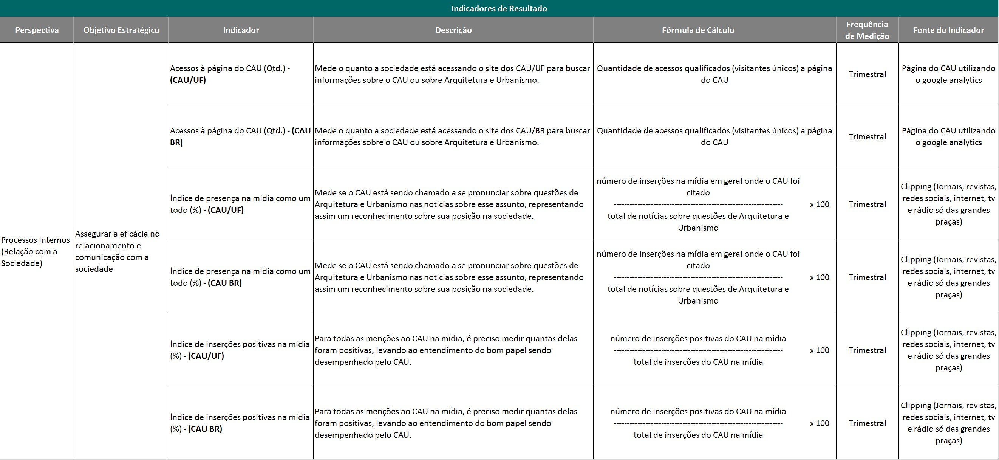 Indicadores de Resultado
Perspectiva
Objetivo Estratégico
Indicador
Descrição
Fórmula de Cálculo
Frequência
de Medição
Fonte do Indicador
Processos Internos
(Relação com a
Sociedade)
Assegurar a eficácia no
relacionamento e
comunicação com a
sociedade
Acessos à página do CAU (Qtd.) -
(CAU/UF)
Mede o quanto a sociedade está acessando o site dos CAU/UF para buscar
informações sobre o CAU ou sobre Arquitetura e Urbanismo.
Quantidade de acessos qualificados (visitantes únicos) a página
do CAU
Trimestral
Página do CAU utilizando
o google analytics
Acessos à página do CAU (Qtd.) - (CAU
BR)
Mede o quanto a sociedade está acessando o site dos CAU/BR para buscar
informações sobre o CAU ou sobre Arquitetura e Urbanismo.
Quantidade de acessos qualificados (visitantes únicos) a página
do CAU
Trimestral
Página do CAU utilizando
o google analytics
Índice de presença na mídia como um
todo (%) - (CAU/UF)
Mede se o CAU está sendo chamado a se pronunciar sobre questões de
Arquitetura e Urbanismo nas notícias sobre esse assunto, representando
assim um reconhecimento sobre sua posição na sociedade.
número de inserções na mídia em geral onde o CAU foi
citado
---------------------------------------------------------------- x 100
total de notícias sobre questões de Arquitetura e
Urbanismo
Trimestral
Clipping (Jornais, revistas,
redes sociais, internet, tv
e rádio só das grandes
praças)
Índice de presença na mídia como um
todo (%) - (CAU BR)
Mede se o CAU está sendo chamado a se pronunciar sobre questões de
Arquitetura e Urbanismo nas notícias sobre esse assunto, representando
assim um reconhecimento sobre sua posição na sociedade.
número de inserções na mídia em geral onde o CAU foi
citado
---------------------------------------------------------------- x 100
total de notícias sobre questões de Arquitetura e
Urbanismo
Trimestral
Clipping (Jornais, revistas,
redes sociais, internet, tv
e rádio só das grandes
praças)
Índice de inserções positivas na mídia
(%) - (CAU/UF)
Para todas as menções ao CAU na mídia, é preciso medir quantas delas
foram positivas, levando ao entendimento do bom papel sendo
desempenhado pelo CAU.
número de inserções positivas do CAU na mídia
---------------------------------------------------------------- x 100
total de inserções do CAU na mídia
Trimestral
Clipping (Jornais, revistas,
redes sociais, internet, tv
e rádio só das grandes
praças)
Índice de inserções positivas na mídia
(%) - (CAU BR)
Para todas as menções ao CAU na mídia, é preciso medir quantas delas
foram positivas, levando ao entendimento do bom papel sendo
desempenhado pelo CAU.
número de inserções positivas do CAU na mídia
---------------------------------------------------------------- x 100
total de inserções do CAU na mídia
Trimestral
Clipping (Jornais, revistas,
redes sociais, internet, tv
e rádio só das grandes
praças)